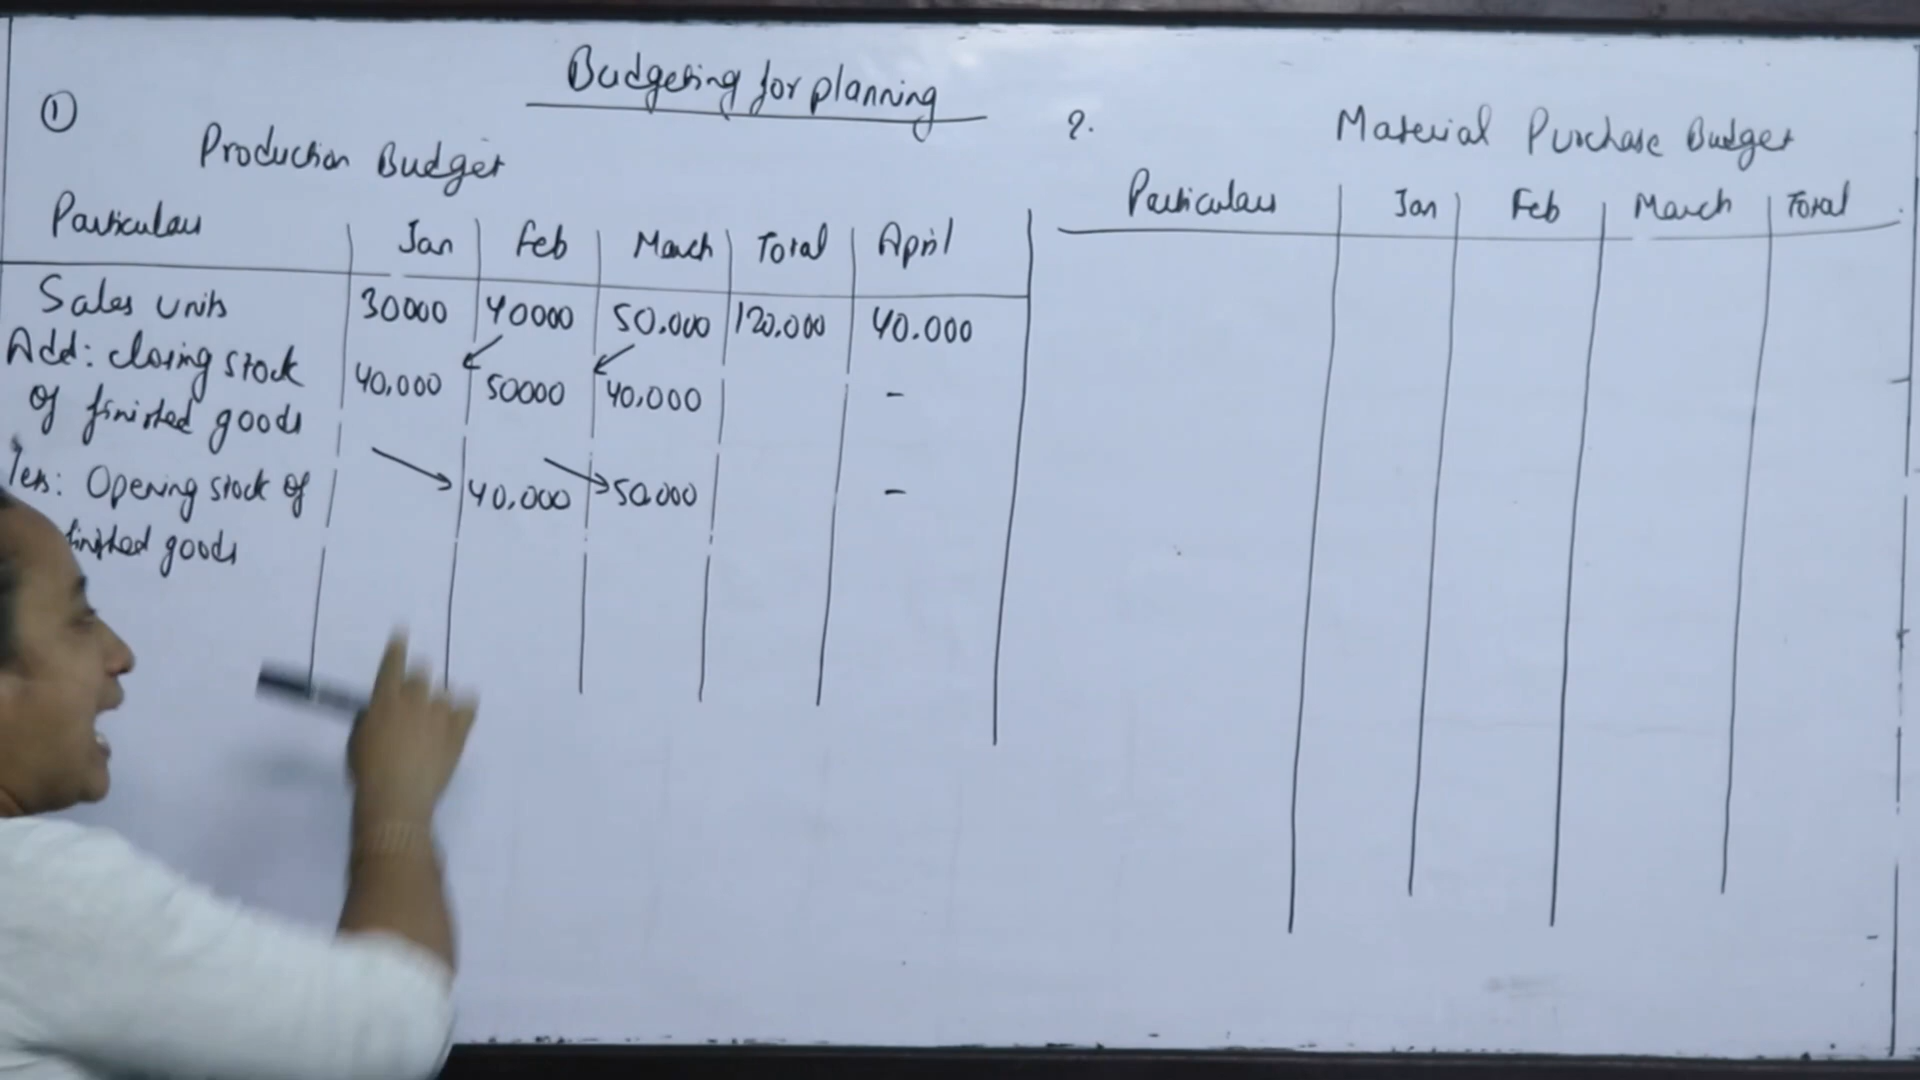 Budgeting for planning
①
Production Budget
Particulars Jan Feb March Total April
Sales units 30000 40000 50.000 120.000 40.000
Add: closing stock
of finished goods 40,000 50000 40,000 -
less: Opening stock of 40,000 50.000 -
finished goods
2.
Material Purchase Budget
Particulars Jan Feb March Total